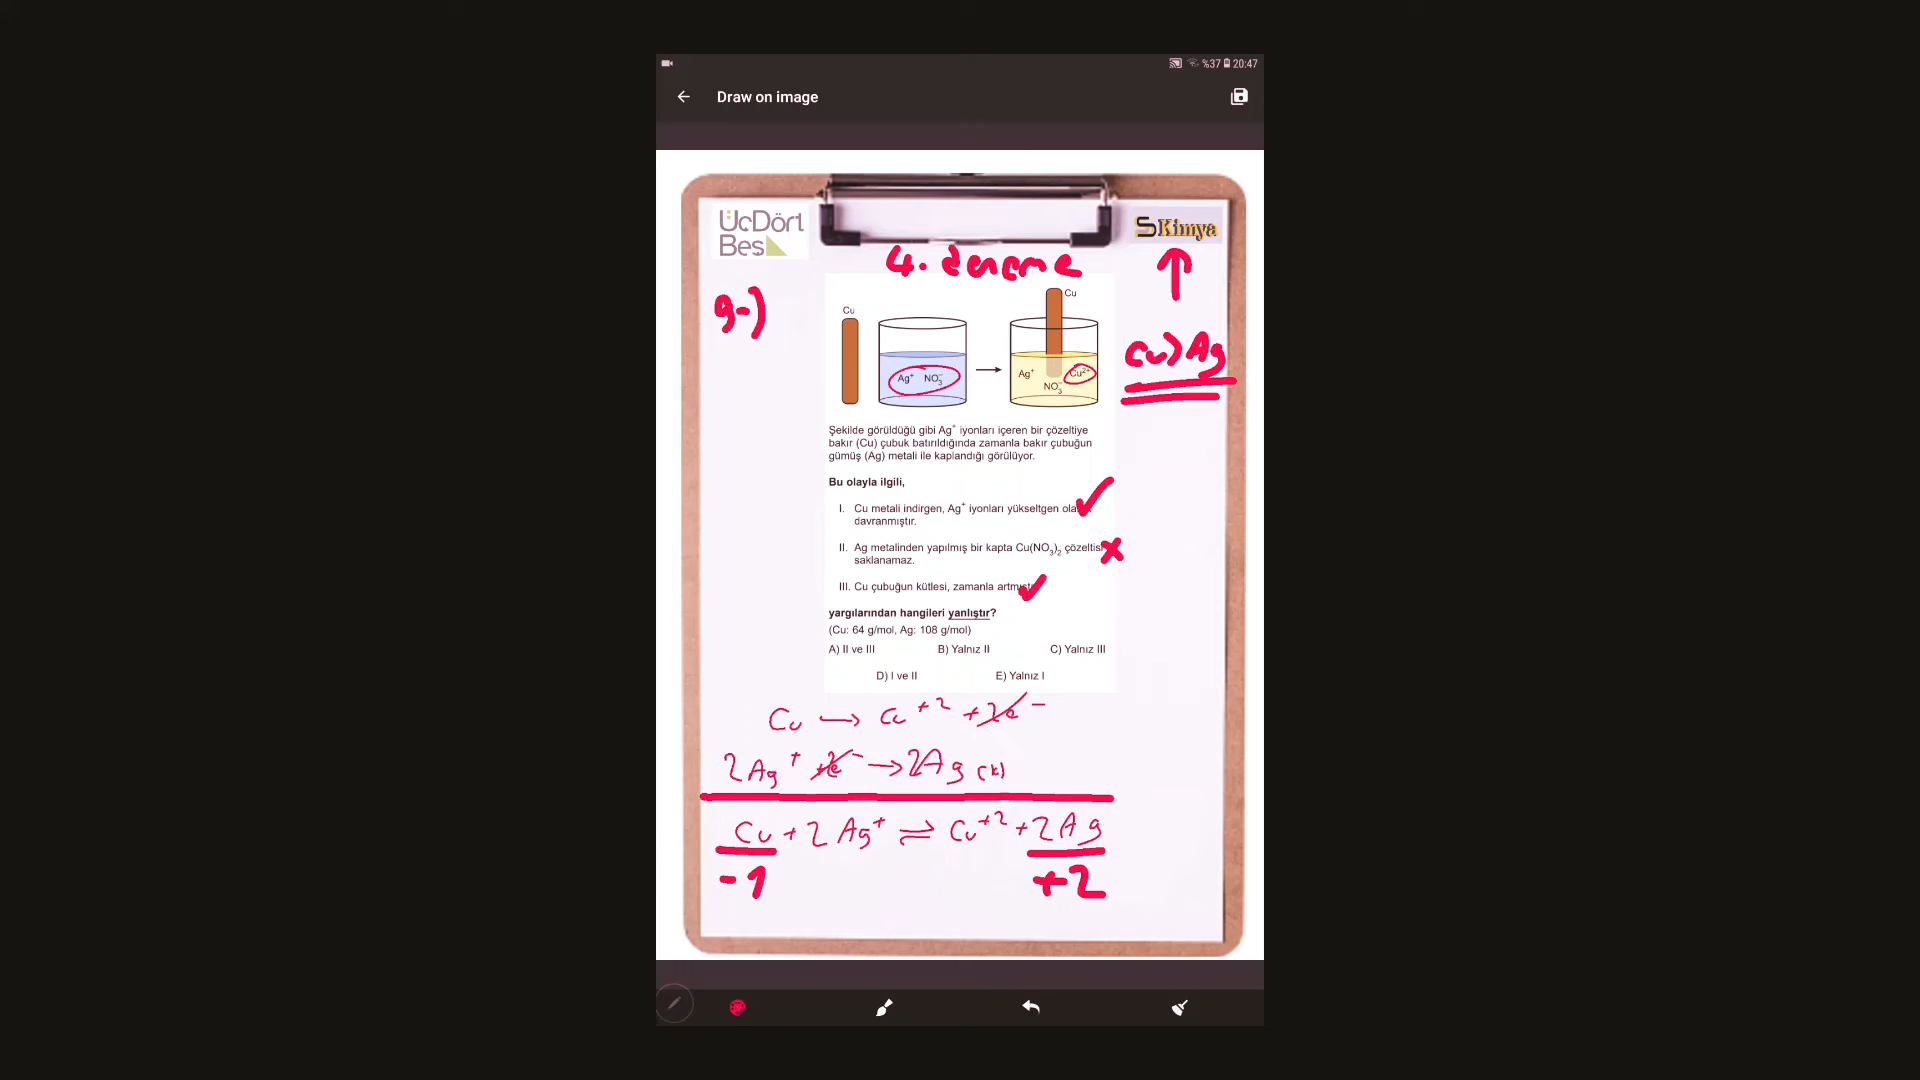 %37 20:47
Draw on image
ÜçDört
Beş
5Kimya
4. deneme
9-)
Cu
Cu
Cu>Ag
Ag⁺ NO₃⁻
Ag⁺ Cu²⁺
NO₃⁻
Şekilde görüldüğü gibi Ag⁺ iyonları içeren bir çözeltiye
bakır (Cu) çubuk batırıldığında zamanla bakır çubuğun
gümüş (Ag) metali ile kaplandığı görülüyor.
Bu olayla ilgili,
I. Cu metali indirgen, Ag⁺ iyonları yükseltgen
davranmıştır.
II. Ag metalinden yapılmış bir kapta Cu(NO₃)₂ çözeltisi
saklanamaz.
III. Cu çubuğun kütlesi, zamanla
yargılarından hangileri yanlıştır?
(Cu: 64 g/mol, Ag: 108 g/mol)
A) II ve III B) Yalnız II C) Yalnız III
D) I ve II E) Yalnız I
Cu → Cu⁺² + 2e⁻
2Ag⁺ +2e⁻ → 2Ag (k)
Cu + 2Ag⁺ ⇌ Cu⁺² + 2Ag
-1 +2